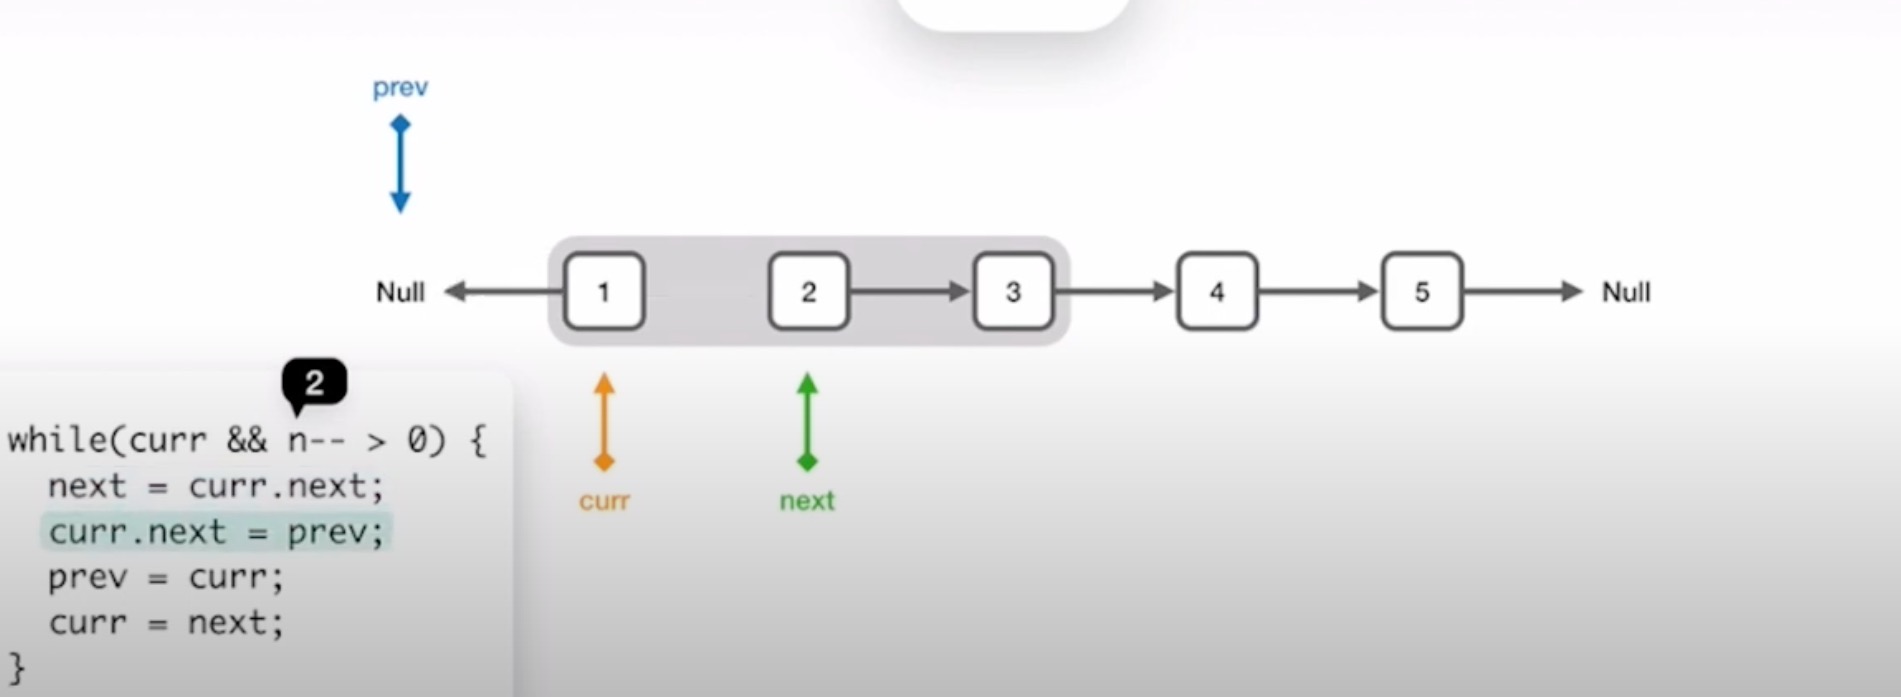 prev
Null 1 2 3 4 5 Null
curr next
2
while(curr && n-- > 0) {
next = curr.next;
curr.next = prev;
prev = curr;
curr = next;
}